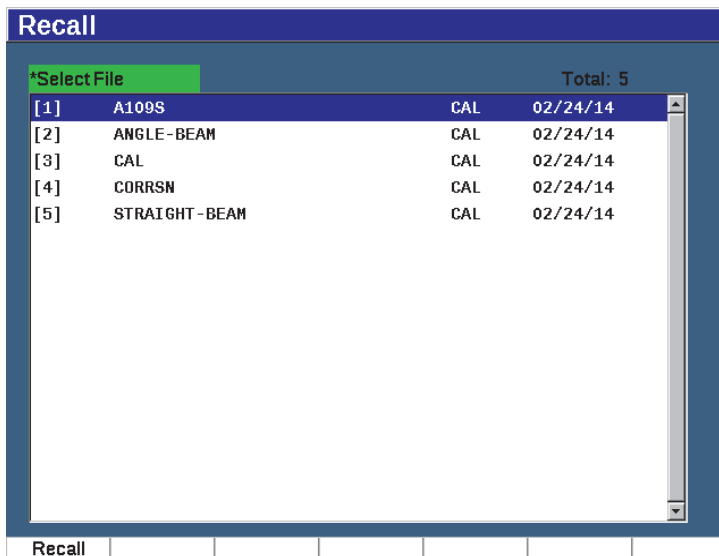 Recall
*Select File Total: 5
[1] A109S CAL 02/24/14
[2] ANGLE-BEAM CAL 02/24/14
[3] CAL CAL 02/24/14
[4] CORRSN CAL 02/24/14
[5] STRAIGHT-BEAM CAL 02/24/14
Recall